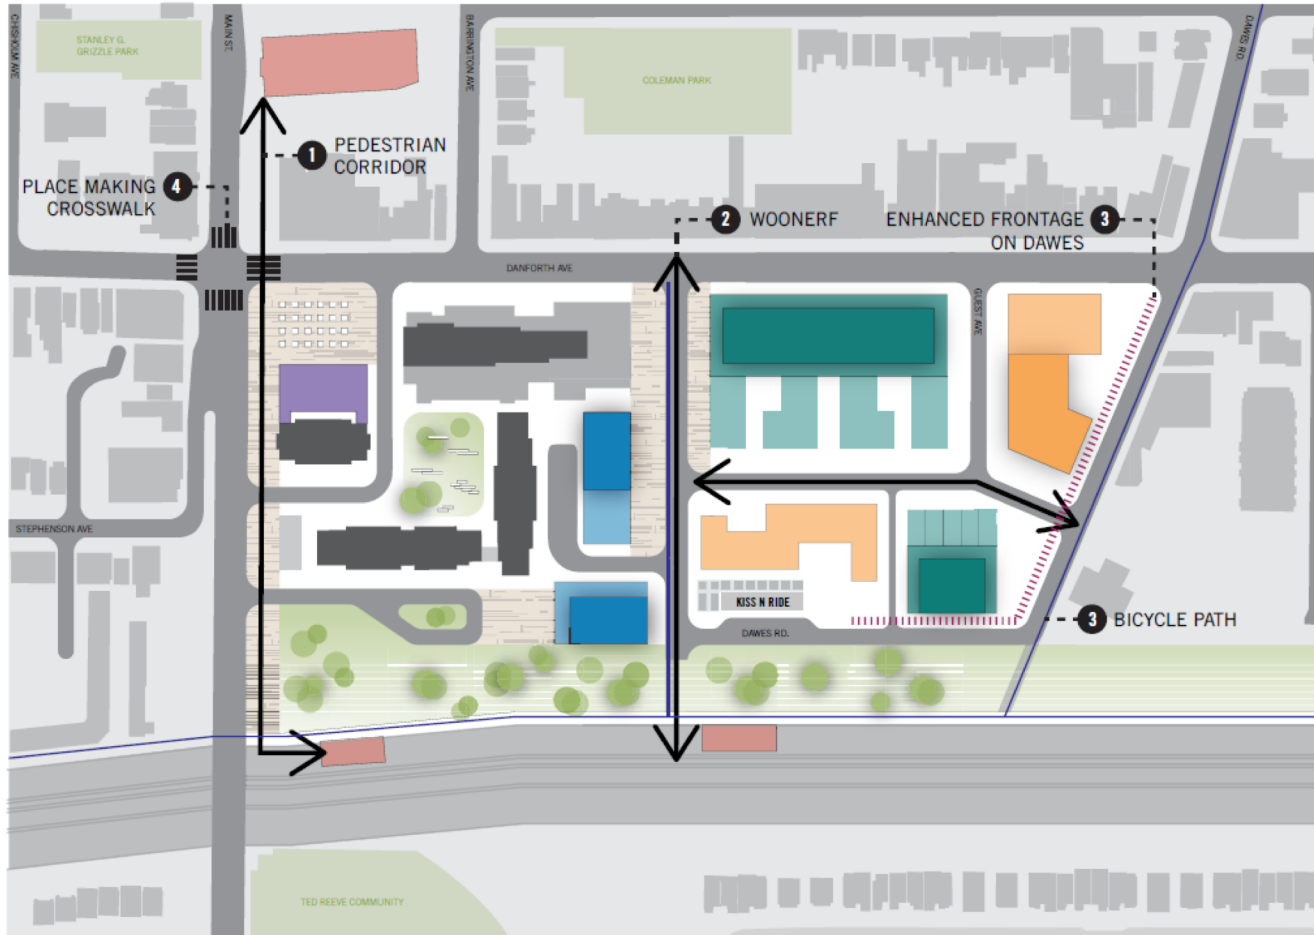 CHISHOLM AVE
STANLEY G.
GRIZZLE PARK
MAIN ST.
BARRINGTON AVE
COLEMAN PARK
DAWES RD.
1 PEDESTRIAN
CORRIDOR
PLACE MAKING 4
CROSSWALK
2 WOONERF
ENHANCED FRONTAGE 3
ON DAWES
DANFORTH AVE
GUEST AVE
STEPHENSON AVE
KISS N RIDE
DAWES RD.
3 BICYCLE PATH
TED REEVE COMMUNITY